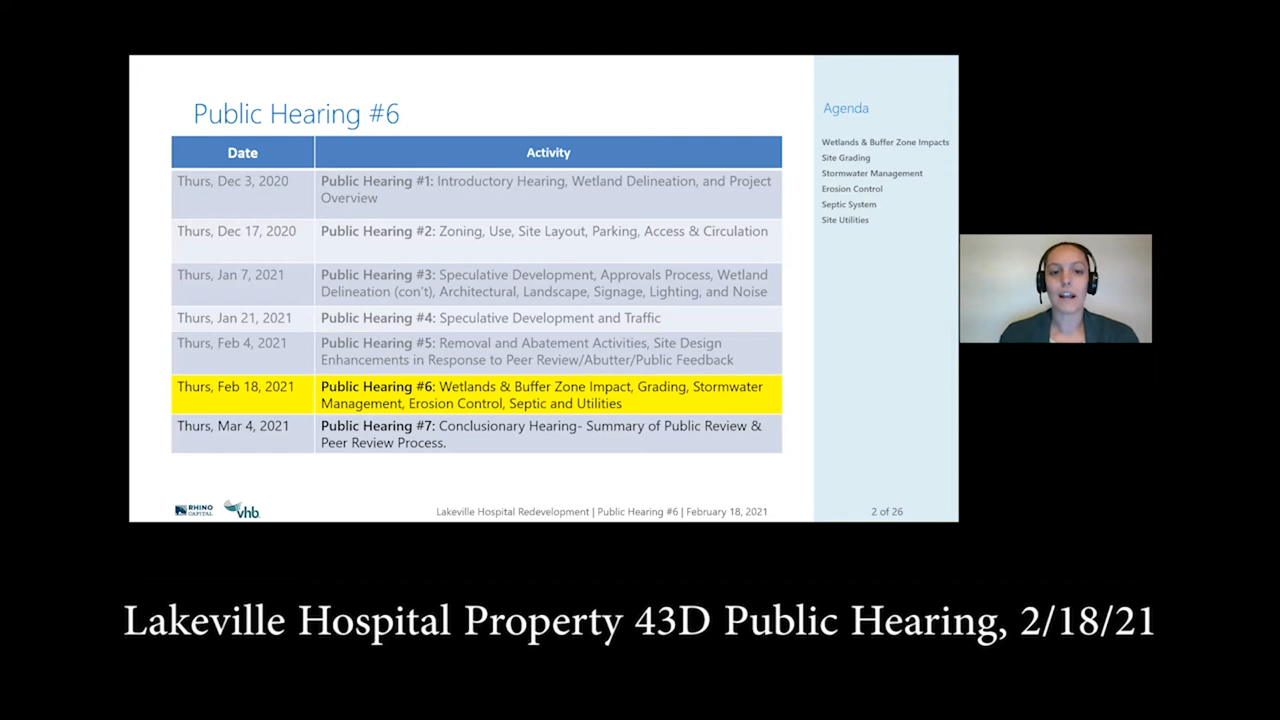 Public Hearing #6
Date
Activity
Thurs, Dec 3, 2020
Public Hearing #1: Introductory Hearing, Wetland Delineation, and Project
Overview
Thurs, Dec 17, 2020
Public Hearing #2: Zoning, Use, Site Layout, Parking, Access & Circulation
Thurs, Jan 7, 2021
Public Hearing #3: Speculative Development, Approvals Process, Wetland
Delineation (con't), Architectural, Landscape, Signage, Lighting, and Noise
Thurs, Jan 21, 2021
Public Hearing #4: Speculative Development and Traffic
Thurs, Feb 4, 2021
Public Hearing #5: Removal and Abatement Activities, Site Design
Enhancements in Response to Peer Review/Abutter/Public Feedback
Thurs, Feb 18, 2021
Public Hearing #6: Wetlands & Buffer Zone Impact, Grading, Stormwater
Management, Erosion Control, Septic and Utilities
Thurs, Mar 4, 2021
Public Hearing #7: Conclusionary Hearing- Summary of Public Review &
Peer Review Process.
RHINO
CAPITAL
vhb
Lakeville Hospital Redevelopment | Public Hearing #6 | February 18, 2021
Agenda
Wetlands & Buffer Zone Impacts
Site Grading
Stormwater Management
Erosion Control
Septic System
Site Utilities
2 of 26
Lakeville Hospital Property 43D Public Hearing, 2/18/21